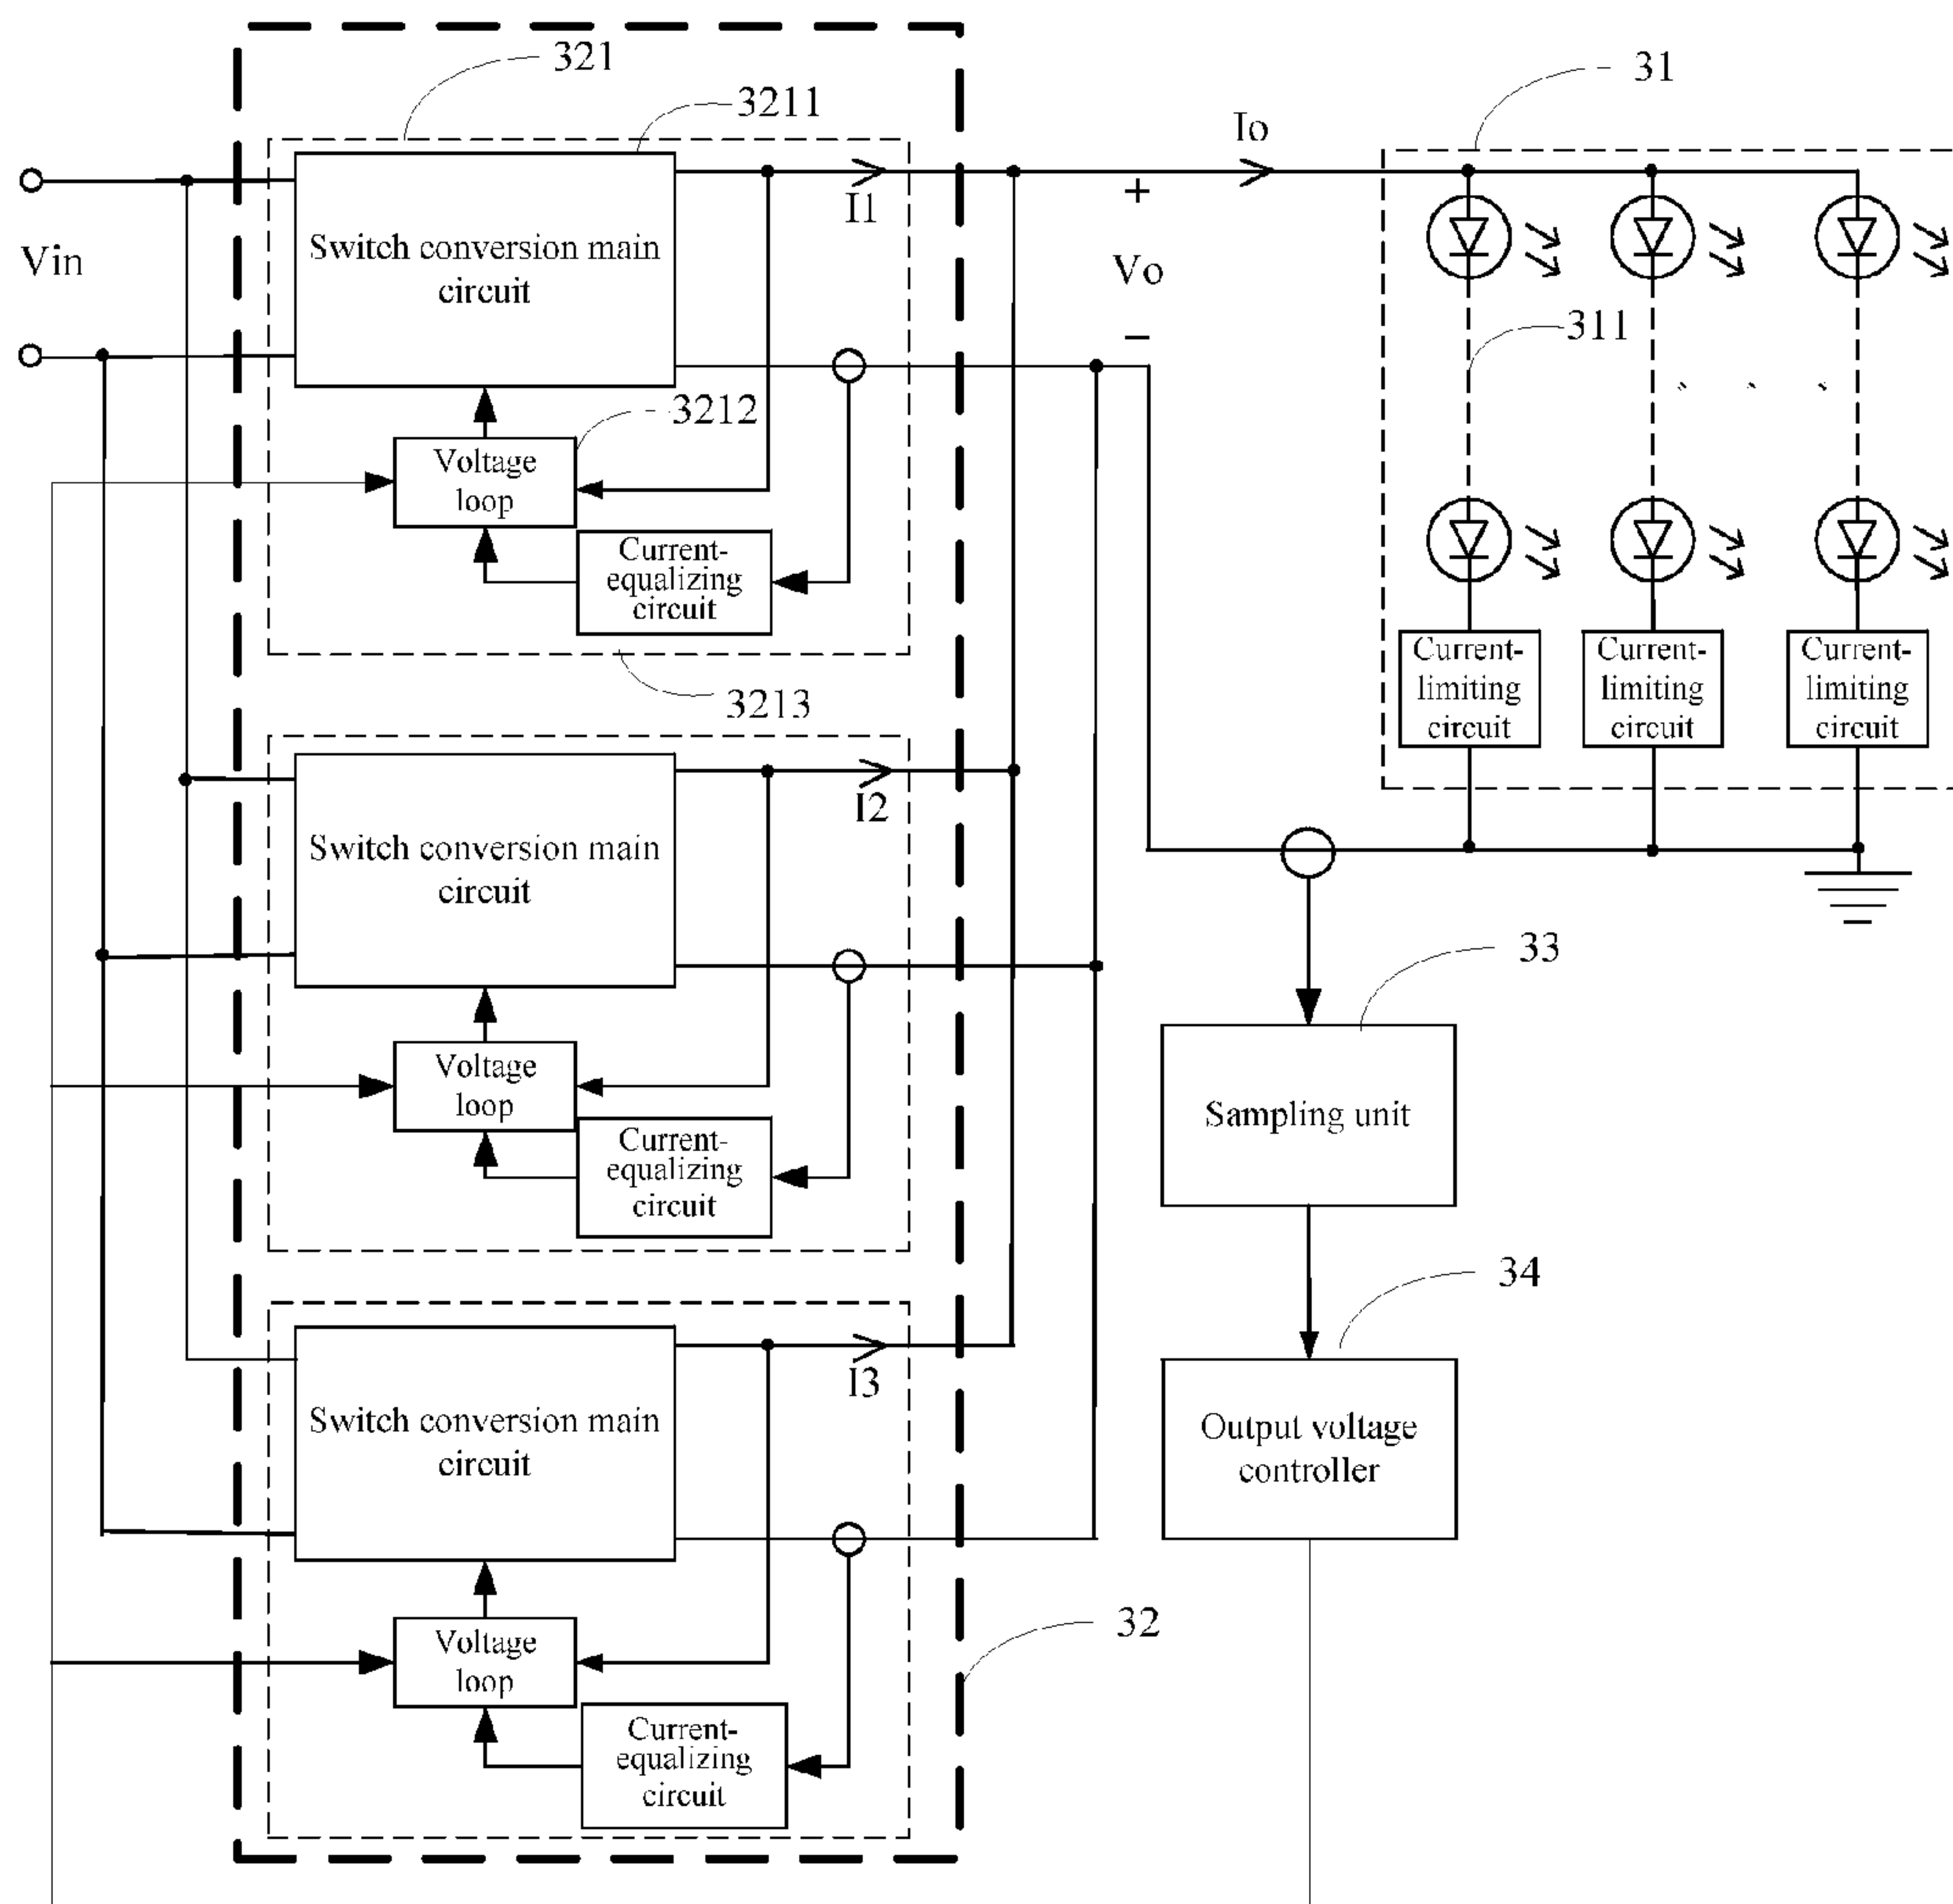 321
3211
31
Io
I1
+
Vo
−
Vin
Switch conversion main
circuit
311
3212
Voltage
loop
Current-
equalizing
circuit
3213
Current-
limiting
circuit
Current-
limiting
circuit
Current-
limiting
circuit
I2
Switch conversion main
circuit
Voltage
loop
Current-
equalizing
circuit
33
Sampling unit
34
I3
Switch conversion main
circuit
Output voltage
controller
32
Voltage
loop
Current-
equalizing
circuit